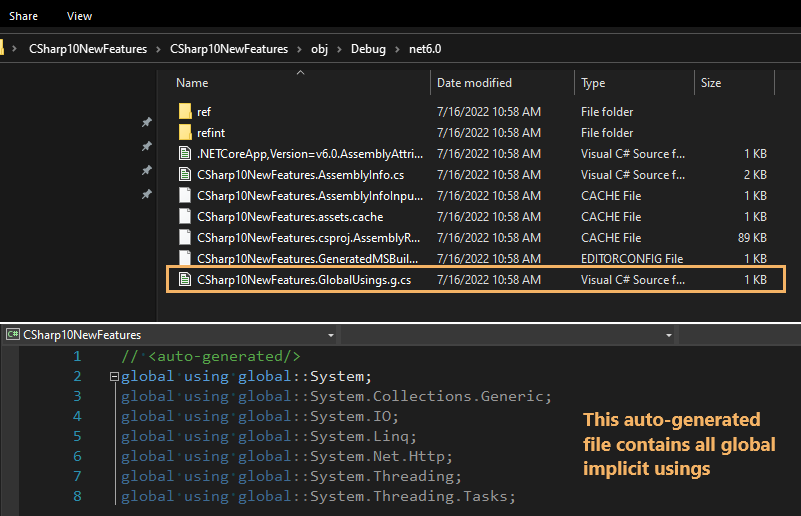 Share View
CSharp10NewFeatures > CSharp10NewFeatures > obj > Debug > net6.0
Name Date modified Type Size
ref 7/16/2022 10:58 AM File folder
refint 7/16/2022 10:58 AM File folder
.NETCoreApp,Version=v6.0.AssemblyAttri... 7/16/2022 10:58 AM Visual C# Source f... 1 KB
CSharp10NewFeatures.AssemblyInfo.cs 7/16/2022 10:58 AM Visual C# Source f... 2 KB
CSharp10NewFeatures.AssemblyInfoInpu... 7/16/2022 10:58 AM CACHE File 1 KB
CSharp10NewFeatures.assets.cache 7/16/2022 10:58 AM CACHE File 1 KB
CSharp10NewFeatures.csproj.AssemblyR... 7/16/2022 10:58 AM CACHE File 89 KB
CSharp10NewFeatures.GeneratedMSBuil... 7/16/2022 10:58 AM EDITORCONFIG File 1 KB
CSharp10NewFeatures.GlobalUsings.g.cs 7/16/2022 10:58 AM Visual C# Source f... 1 KB
C# CSharp10NewFeatures
1 // <auto-generated/>
2 global using global::System;
3 global using global::System.Collections.Generic;
4 global using global::System.IO;
5 global using global::System.Linq;
6 global using global::System.Net.Http;
7 global using global::System.Threading;
8 global using global::System.Threading.Tasks;
This auto-generated
file contains all global
implicit usings